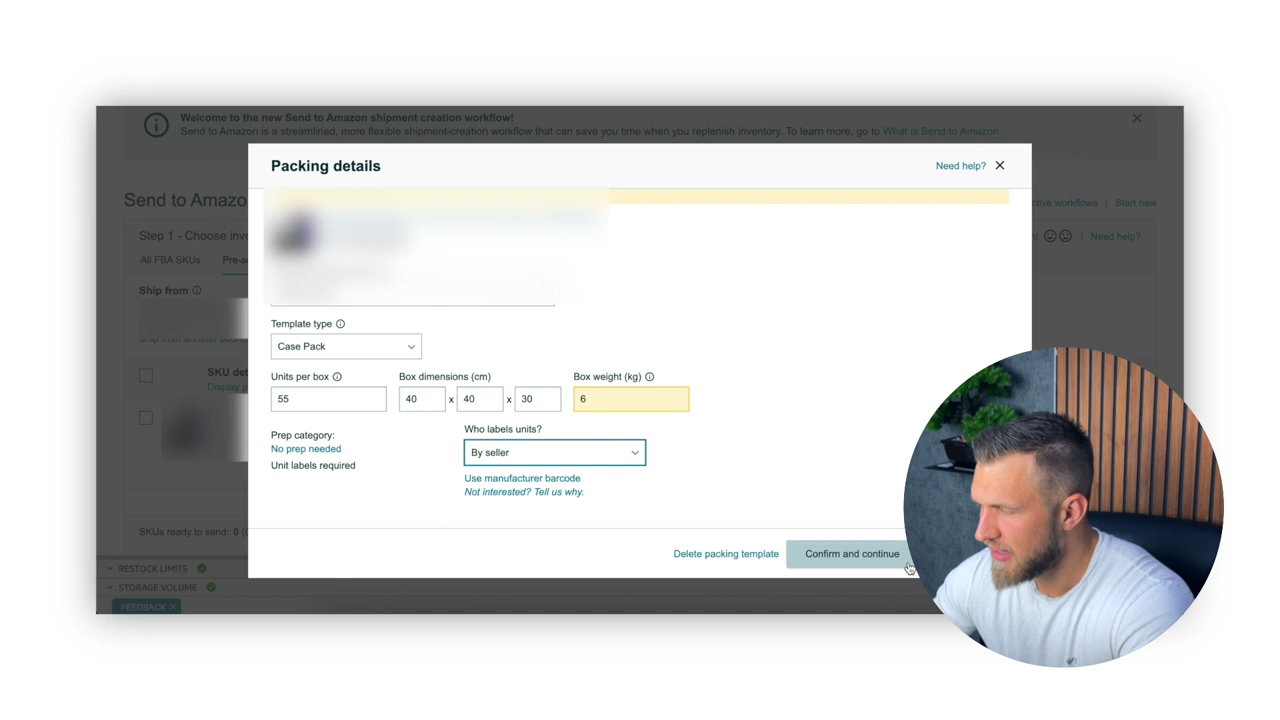 Welcome to the new Send to Amazon shipment creation workflow!
Send to Amazon is a streamlined, more flexible shipment-creation workflow that can save you time when you replenish inventory. To learn more, go to What is Send to Amazon.
Packing details
Need help?
Send to Amazo
ctive workflows | Start new
Step 1 - Choose inv
Need help?
All FBA SKUs
Pre-s
Ship from
Template type
Case Pack
SKU det
Display p
Units per box
Box dimensions (cm)
Box weight (kg)
55
40 x 40 x 30
6
Prep category:
No prep needed
Unit labels required
Who labels units?
By seller
Use manufacturer barcode
Not interested? Tell us why.
SKUs ready to send: 0 (
Delete packing template
Confirm and continue
RESTOCK LIMITS
STORAGE VOLUME
FEEDBACK